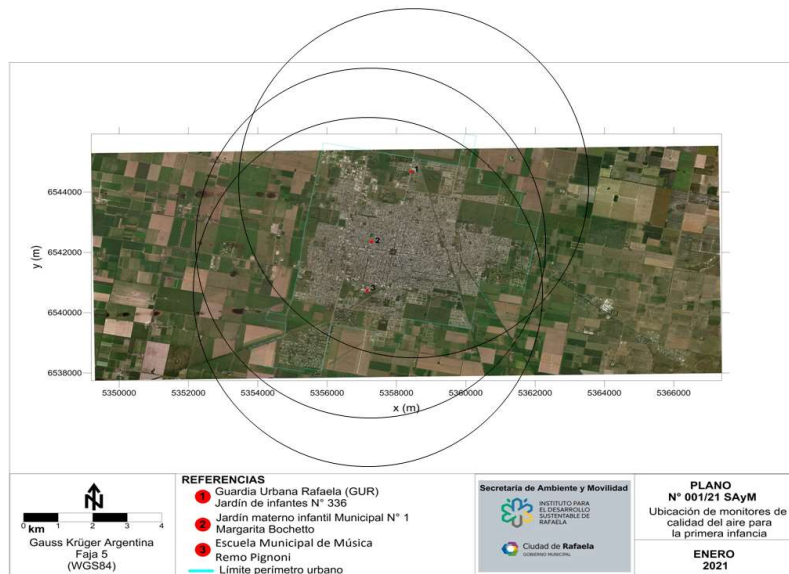 6544000
6542000
6540000
6538000
y (m)
1
2
3
5350000
5352000
5354000
5356000
5358000
5360000
5362000
5364000
5366000
x (m)
N
0 1 2 3 4
km
Gauss Krüger Argentina
Faja 5
(WGS84)
REFERENCIAS
1 Guardia Urbana Rafaela (GUR)
Jardín de infantes N° 336
2 Jardín materno infantil Municipal N° 1
Margarita Bochetto
3 Escuela Municipal de Música
Remo Pignoni
Límite perímetro urbano
Secretaría de Ambiente y Movilidad
INSTITUTO PARA
EL DESARROLLO
SUSTENTABLE DE
RAFAELA
Ciudad de Rafaela
GOBIERNO MUNICIPAL
PLANO
N° 001/21 SAyM
Ubicación de monitores de
calidad del aire para
la primera infancia
ENERO
2021